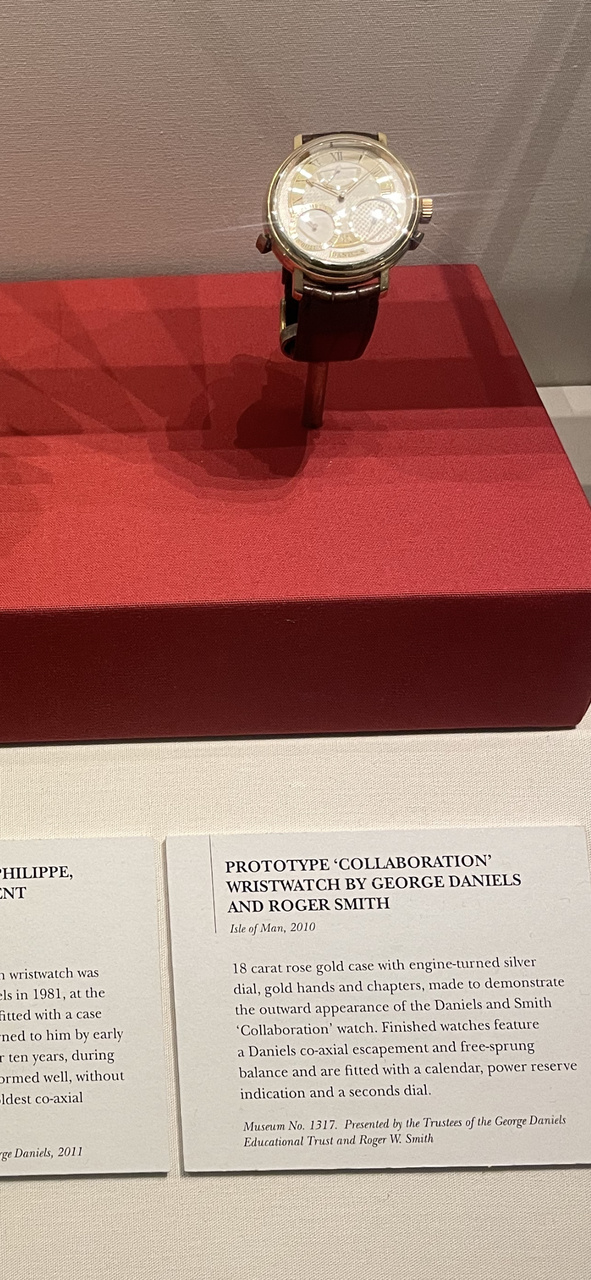 PHILIPPE,
ENT
wristwatch was
in 1981, at the
fitted with a case
to him by early
ten years, during
well, without
co-axial
Daniels, 2011
PROTOTYPE ‘COLLABORATION’
WRISTWATCH BY GEORGE DANIELS
AND ROGER SMITH
Isle of Man, 2010
18 carat rose gold case with engine-turned silver
dial, gold hands and chapters, made to demonstrate
the outward appearance of the Daniels and Smith
‘Collaboration’ watch. Finished watches feature
a Daniels co-axial escapement and free-sprung
balance and are fitted with a calendar, power reserve
indication and a seconds dial.
Museum No. 1317. Presented by the Trustees of the George Daniels
Educational Trust and Roger W. Smith